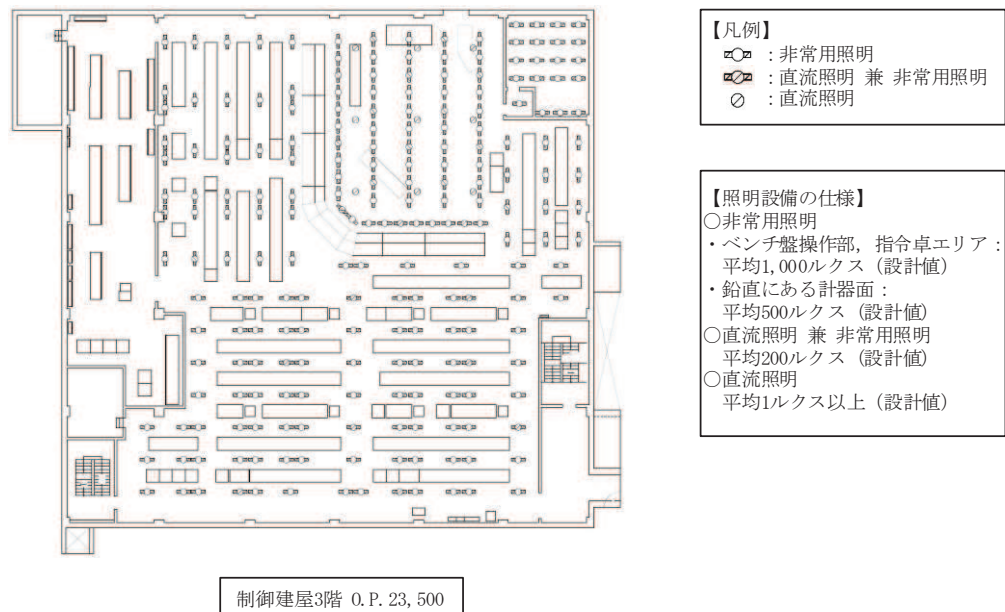 【凡例】
：非常用照明
：直流照明 兼 非常用照明
：直流照明
【照明設備の仕様】
○非常用照明
・ベンチ盤操作部，指令卓エリア：
平均1,000ルクス（設計値）
・鉛直にある計器面：
平均500ルクス（設計値）
○直流照明 兼 非常用照明
平均200ルクス（設計値）
○直流照明
平均1ルクス以上（設計値）
制御建屋3階 O.P.23,500